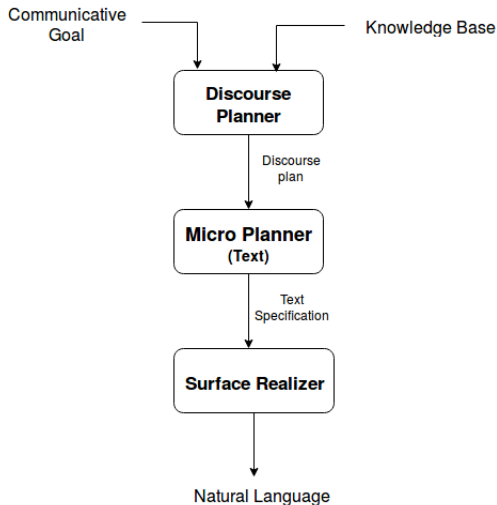 Communicative
Goal
Knowledge Base
Discourse
Planner
Discourse
plan
Micro Planner
(Text)
Text
Specification
Surface Realizer
Natural Language